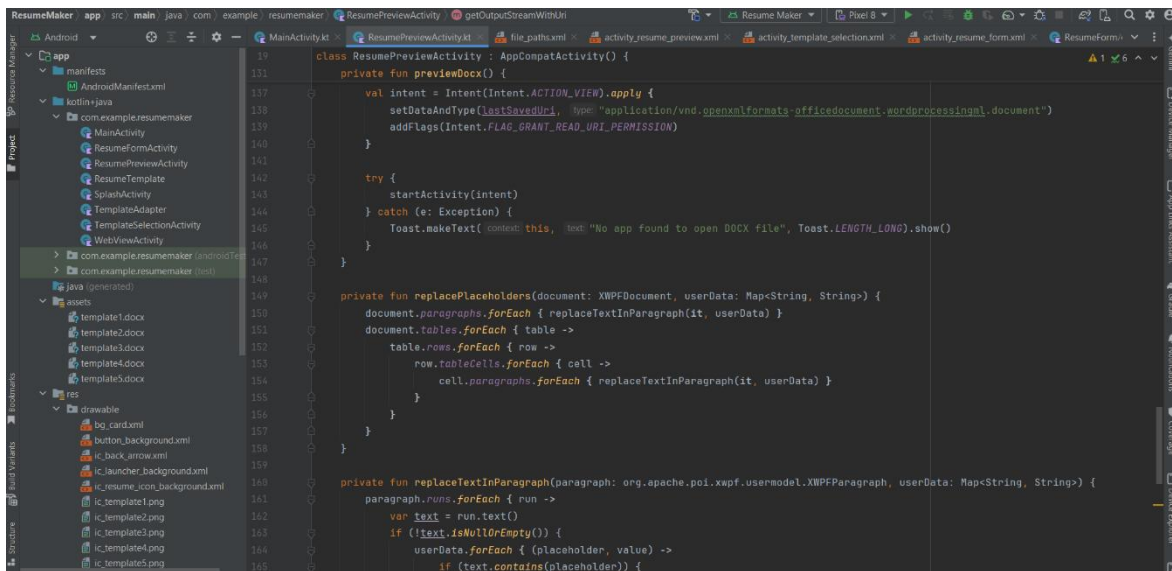 ResumeMaker app src main java com example resumemaker ResumePreviewActivity getOutputStreamWithUri Resume Maker Pixel 8
Android MainActivity.kt ResumePreviewActivity.kt file_paths.xml activity_resume_preview.xml activity_template_selection.xml activity_resume_form.xml ResumeForm
Resource Manager
Project
Bookmarks
Build Variants
Structure
app
manifests
AndroidManifest.xml
kotlin+java
com.example.resumemaker
MainActivity
ResumeFormActivity
ResumePreviewActivity
ResumeTemplate
SplashActivity
TemplateAdapter
TemplateSelectionActivity
WebViewActivity
com.example.resumemaker (androidTest
com.example.resumemaker (test)
java (generated)
assets
template1.docx
template2.docx
template3.docx
template4.docx
template5.docx
res
drawable
bg_card.xml
button_background.xml
ic_back_arrow.xml
ic_launcher_background.xml
ic_resume_icon_background.xml
ic_template1.png
ic_template2.png
ic_template3.png
ic_template4.png
ic_template5.png
1 6
19 class ResumePreviewActivity : AppCompatActivity() {
131 private fun previewDocx() {
137 val intent = Intent(Intent.ACTION_VIEW).apply {
138 setDataAndType(lastSavedUri, type: "application/vnd.openxmlformats-officedocument.wordprocessingml.document")
139 addFlags(Intent.FLAG_GRANT_READ_URI_PERMISSION)
140 }
141
142 try {
143 startActivity(intent)
144 } catch (e: Exception) {
145 Toast.makeText( context: this, text: "No app found to open DOCX file", Toast.LENGTH_LONG).show()
146 }
147 }
148
149 private fun replacePlaceholders(document: XWPFDocument, userData: Map<String, String>) {
150 document.paragraphs.forEach { replaceTextInParagraph(it, userData) }
151 document.tables.forEach { table ->
152 table.rows.forEach { row ->
153 row.tableCells.forEach { cell ->
154 cell.paragraphs.forEach { replaceTextInParagraph(it, userData) }
155 }
156 }
157 }
158 }
159
160 private fun replaceTextInParagraph(paragraph: org.apache.poi.xwpf.usermodel.XWPFParagraph, userData: Map<String, String>) {
161 paragraph.runs.forEach { run ->
162 var text = run.text()
163 if (!text.isNullOrEmpty()) {
164 userData.forEach { (placeholder, value) ->
165 if (text.contains(placeholder)) {